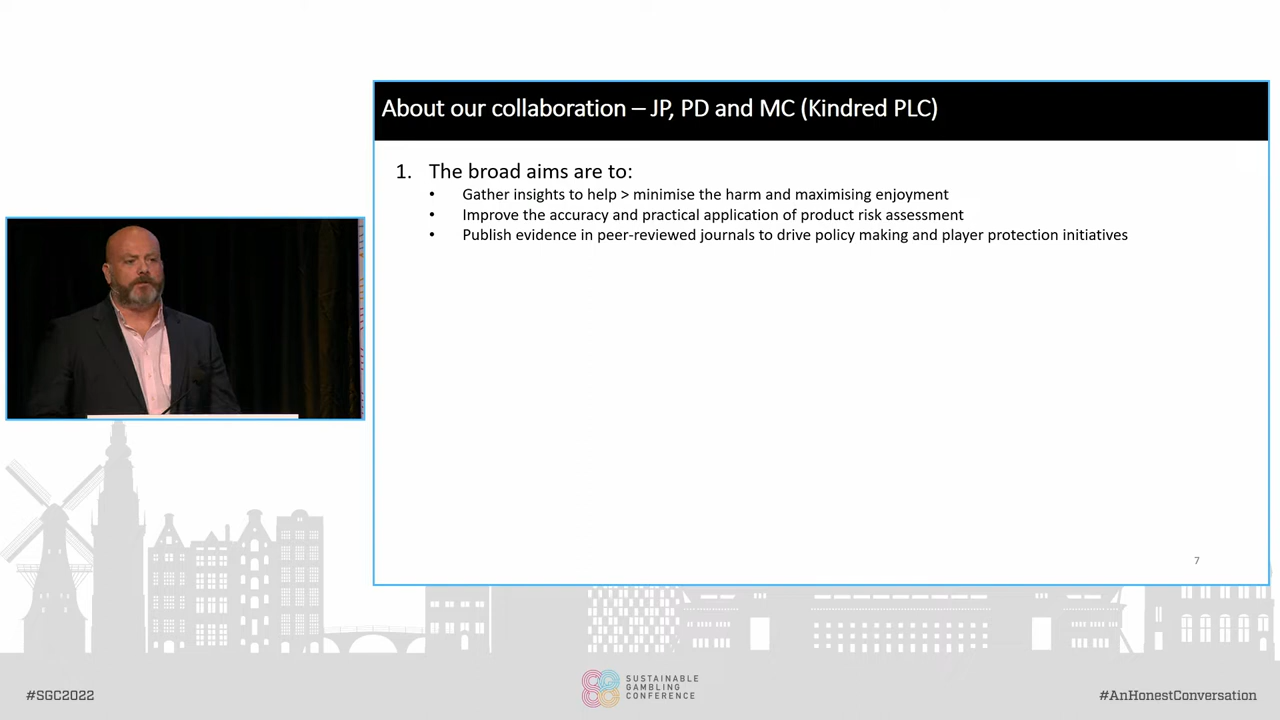 About our collaboration – JP, PD and MC (Kindred PLC)
1. The broad aims are to:
• Gather insights to help > minimise the harm and maximising enjoyment
• Improve the accuracy and practical application of product risk assessment
• Publish evidence in peer-reviewed journals to drive policy making and player protection initiatives
7
#SGC2022
SUSTAINABLE
GAMBLING
CONFERENCE
#AnHonestConversation